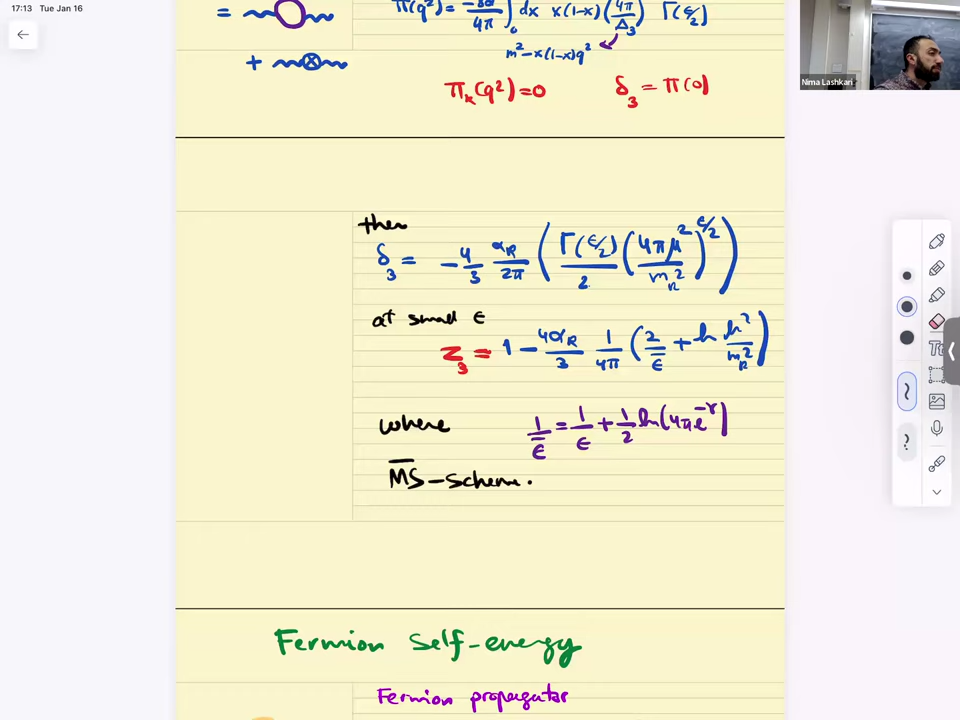 17:13 Tue Jan 16
Π(q²) = -8α/4π ∫₀ dx x(1-x) (4π/Δ₃) Γ(ε/2)
m² - x(1-x)q²
=
+
Π_R(q²) = 0 δ₃ = Π(0)
Nima Lashkari
then
δ₃ = -4/3 α_R/2π ( Γ(ε/2)/2 (4πμ²/m_R²)^ε/2 )
at small ε
Z₃ = 1 - 4α_R/3 1/4π ( 2/ε̄ + ln μ²/m_R² )
where 1/ε̄ = 1/ε + 1/2 ln(4πe^-γ)
M̅S̅-scheme.
Fermion self-energy
Fermion propagator